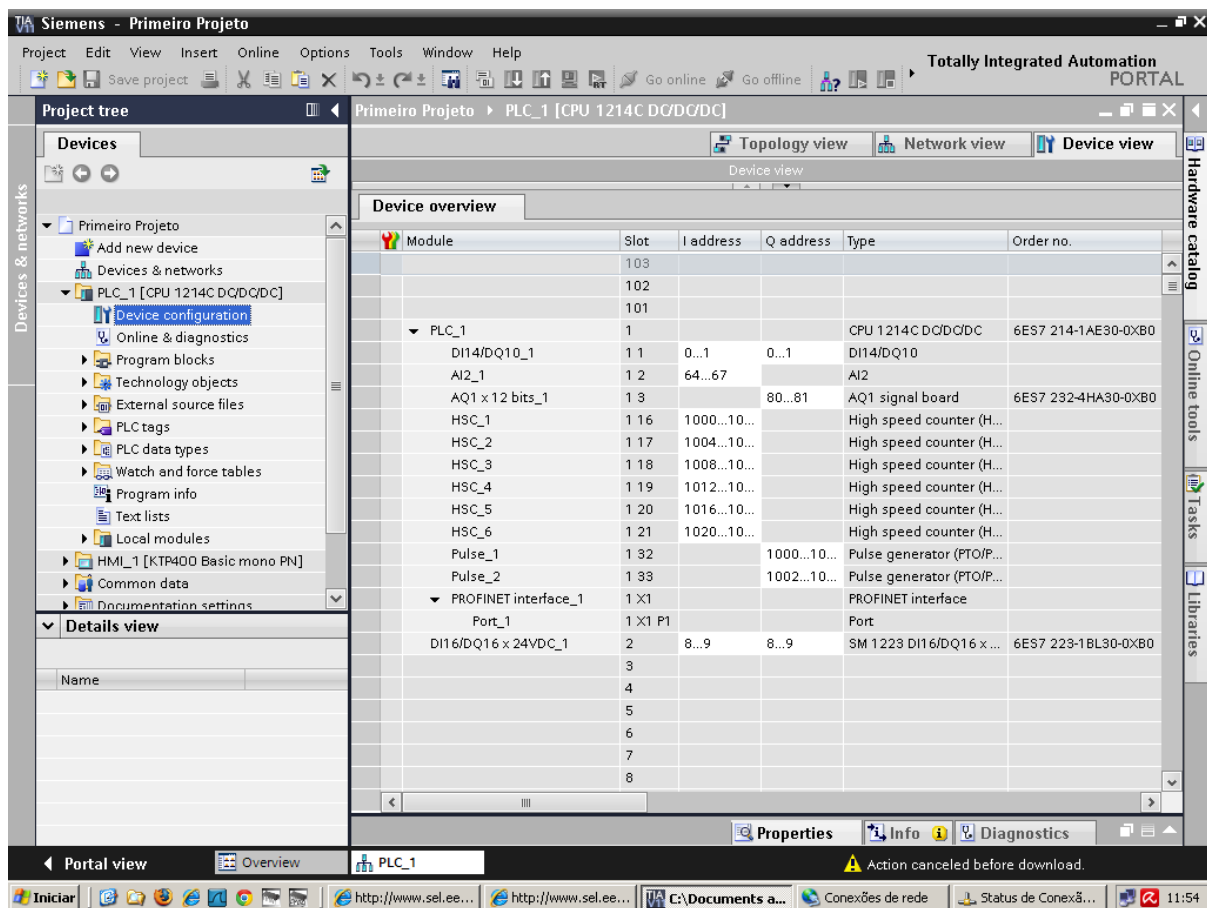 Siemens - Primeiro Projeto
Project Edit View Insert Online Options Tools Window Help
Save project Go online Go offline
Totally Integrated Automation
PORTAL
Project tree
Primeiro Projeto PLC_1 [CPU 1214C DC/DC/DC]
Devices
Topology view Network view Device view
Device view
Devices & networks
Primeiro Projeto
Add new device
Devices & networks
PLC_1 [CPU 1214C DC/DC/DC]
Device configuration
Online & diagnostics
Program blocks
Technology objects
External source files
PLC tags
PLC data types
Watch and force tables
Program info
Text lists
Local modules
HMI_1 [KTP400 Basic mono PN]
Common data
Documentation settings
Details view
Name
Device overview
Module Slot I address Q address Type Order no.
103
102
101
PLC_1 1 CPU 1214C DC/DC/DC 6ES7 214-1AE30-0XB0
DI14/DQ10_1 1 1 0...1 0...1 DI14/DQ10
AI2_1 1 2 64...67 AI2
AQ1 x 12 bits_1 1 3 80...81 AQ1 signal board 6ES7 232-4HA30-0XB0
HSC_1 1 16 1000...10... High speed counter (H...
HSC_2 1 17 1004...10... High speed counter (H...
HSC_3 1 18 1008...10... High speed counter (H...
HSC_4 1 19 1012...10... High speed counter (H...
HSC_5 1 20 1016...10... High speed counter (H...
HSC_6 1 21 1020...10... High speed counter (H...
Pulse_1 1 32 1000...10... Pulse generator (PTO/P...
Pulse_2 1 33 1002...10... Pulse generator (PTO/P...
PROFINET interface_1 1 X1 PROFINET interface
Port_1 1 X1 P1 Port
DI16/DQ16 x 24VDC_1 2 8...9 8...9 SM 1223 DI16/DQ16 x ... 6ES7 223-1BL30-0XB0
3
4
5
6
7
8
Hardware catalog
Online tools
Tasks
Libraries
Properties Info Diagnostics
Portal view Overview PLC_1 Action canceled before download.
Iniciar http://www.sel.ee... http://www.sel.ee... C:\Documents a... Conexões de rede Status de Conexã... 11:54